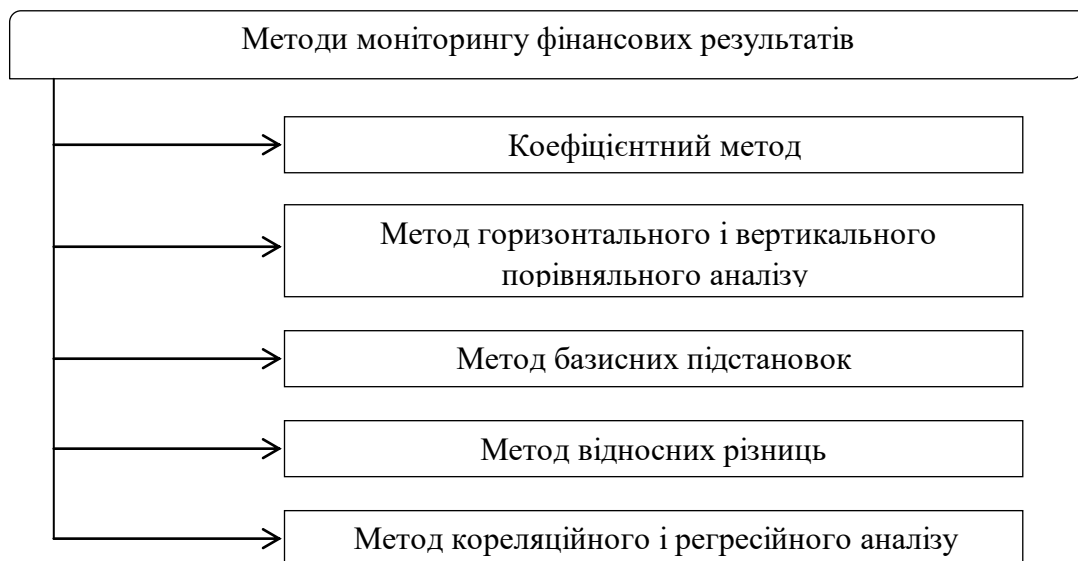 Методи моніторингу фінансових результатів
Коефіцієнтний метод
Метод горизонтального і вертикального
порівняльного аналізу
Метод базисних підстановок
Метод відносних різниць
Метод кореляційного і регресійного аналізу